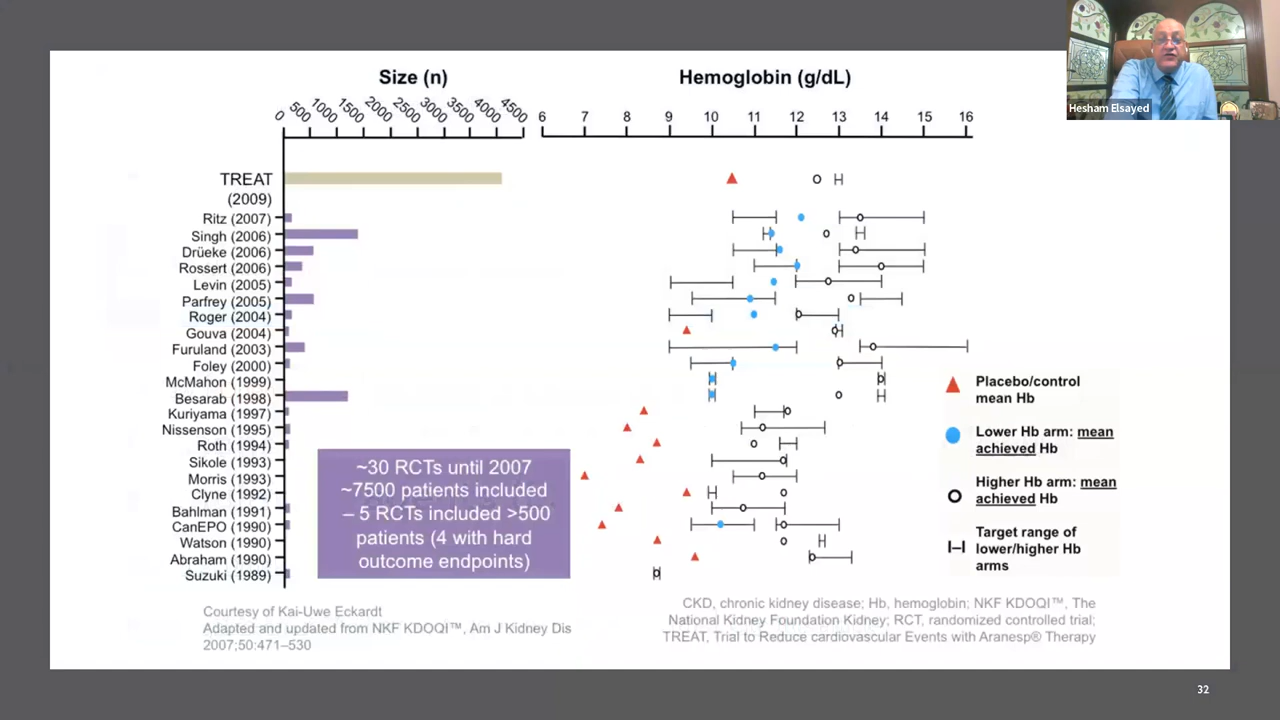 Hesham Elsayed
Size (n)
0 500 1000 1500 2000 2500 3000 3500 4000 4500
Hemoglobin (g/dL)
6 7 8 9 10 11 12 13 14 15 16
TREAT
(2009)
Ritz (2007)
Singh (2006)
Drüeke (2006)
Rossert (2006)
Levin (2005)
Parfrey (2005)
Roger (2004)
Gouva (2004)
Furuland (2003)
Foley (2000)
McMahon (1999)
Besarab (1998)
Kuriyama (1997)
Nissenson (1995)
Roth (1994)
Sikole (1993)
Morris (1993)
Clyne (1992)
Bahlman (1991)
CanEPO (1990)
Watson (1990)
Abraham (1990)
Suzuki (1989)
~30 RCTs until 2007
~7500 patients included
– 5 RCTs included >500
patients (4 with hard
outcome endpoints)
Placebo/control
mean Hb
Lower Hb arm: mean
achieved Hb
Higher Hb arm: mean
achieved Hb
Target range of
lower/higher Hb
arms
Courtesy of Kai-Uwe Eckardt
Adapted and updated from NKF KDOQI™, Am J Kidney Dis
2007;50:471–530
CKD, chronic kidney disease; Hb, hemoglobin; NKF KDOQI™, The
National Kidney Foundation Kidney; RCT, randomized controlled trial;
TREAT, Trial to Reduce cardiovascular Events with Aranesp® Therapy
32